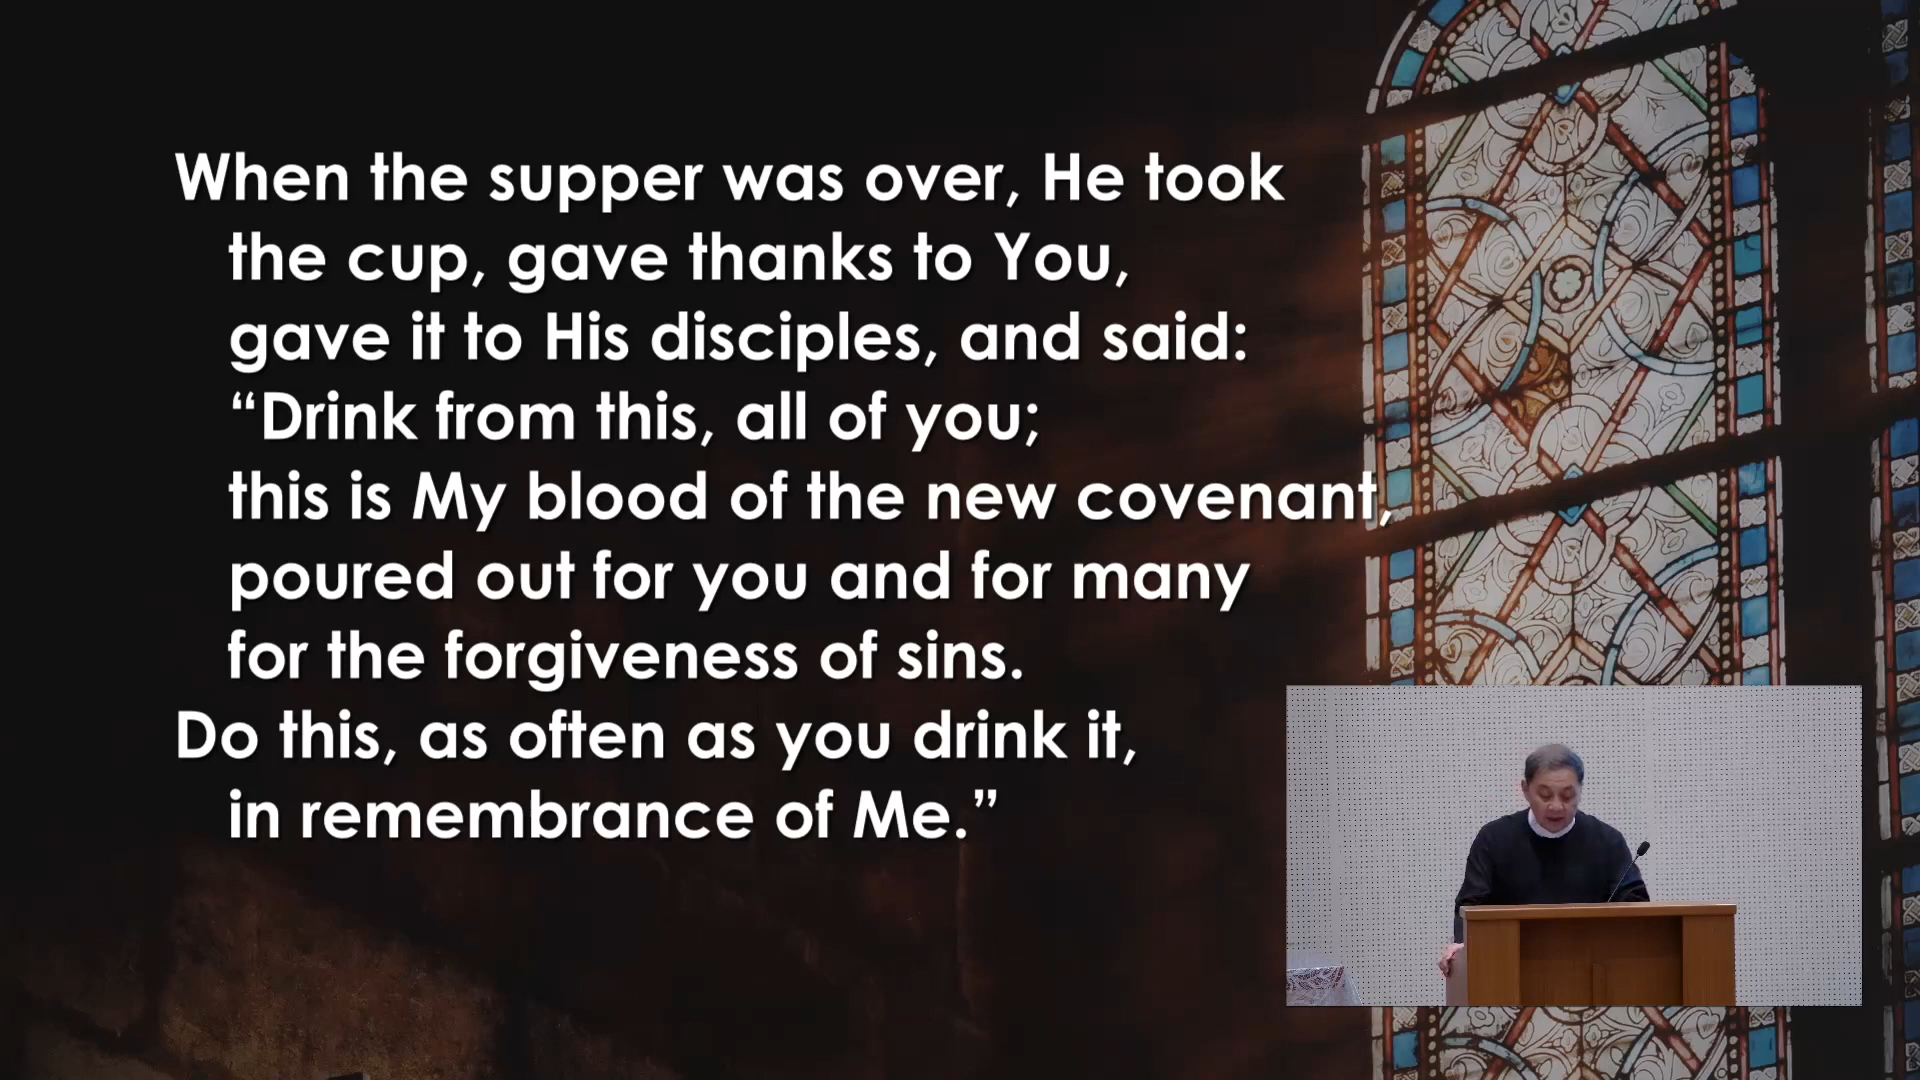 When the supper was over, He took
the cup, gave thanks to You,
gave it to His disciples, and said:
“Drink from this, all of you;
this is My blood of the new covenant,
poured out for you and for many
for the forgiveness of sins.
Do this, as often as you drink it,
in remembrance of Me.”